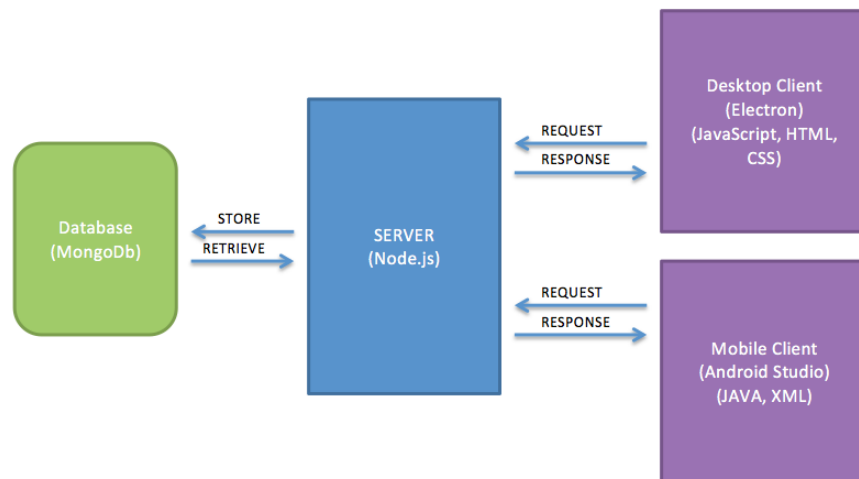 Database
(MongoDb)
STORE
RETRIEVE
SERVER
(Node.js)
REQUEST
RESPONSE
Desktop Client
(Electron)
(JavaScript, HTML,
CSS)
REQUEST
RESPONSE
Mobile Client
(Android Studio)
(JAVA, XML)